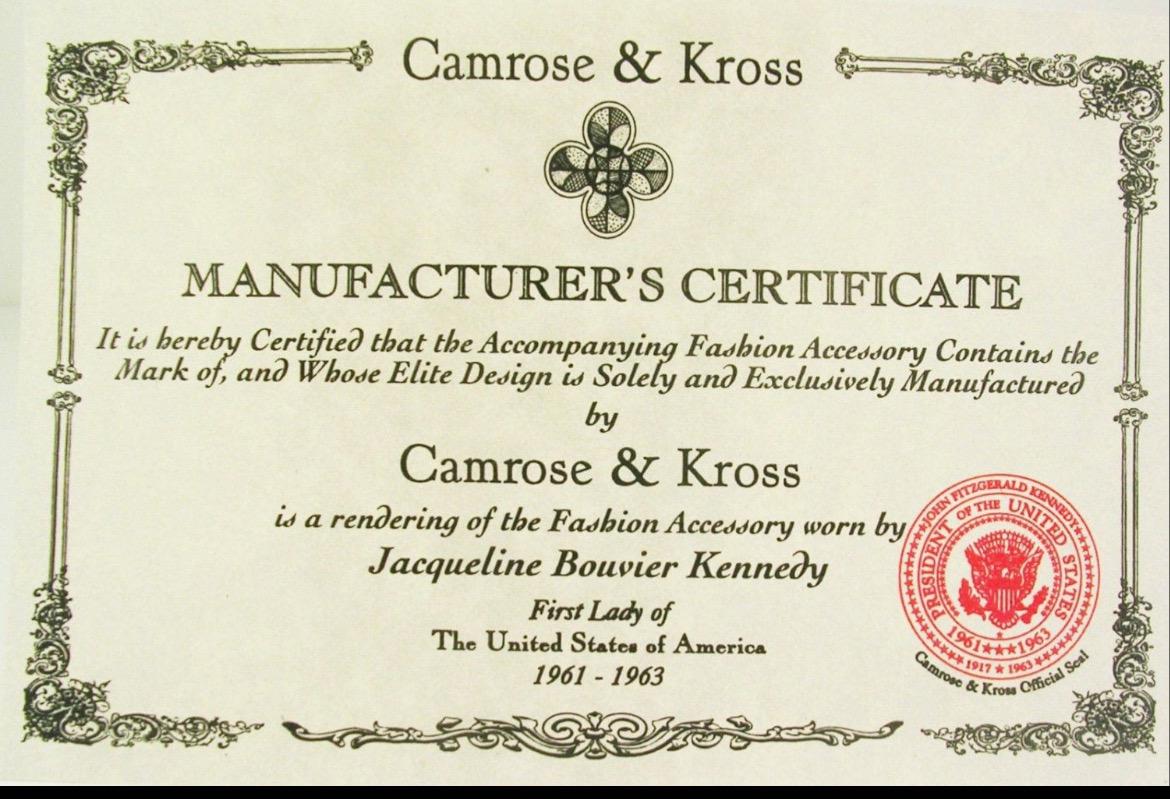 Camrose & Kross
MANUFACTURER'S CERTIFICATE
It is hereby Certified that the Accompanying Fashion Accessory Contains the
Mark of, and Whose Elite Design is Solely and Exclusively Manufactured
by
Camrose & Kross
is a rendering of the Fashion Accessory worn by
Jacqueline Bouvier Kennedy
First Lady of
The United States of America
1961 - 1963
JOHN FITZGERALD KENNEDY
PRESIDENT OF THE UNITED STATES
1961★★★1963
1917 ★ 1963
Camrose & Kross Official Seal